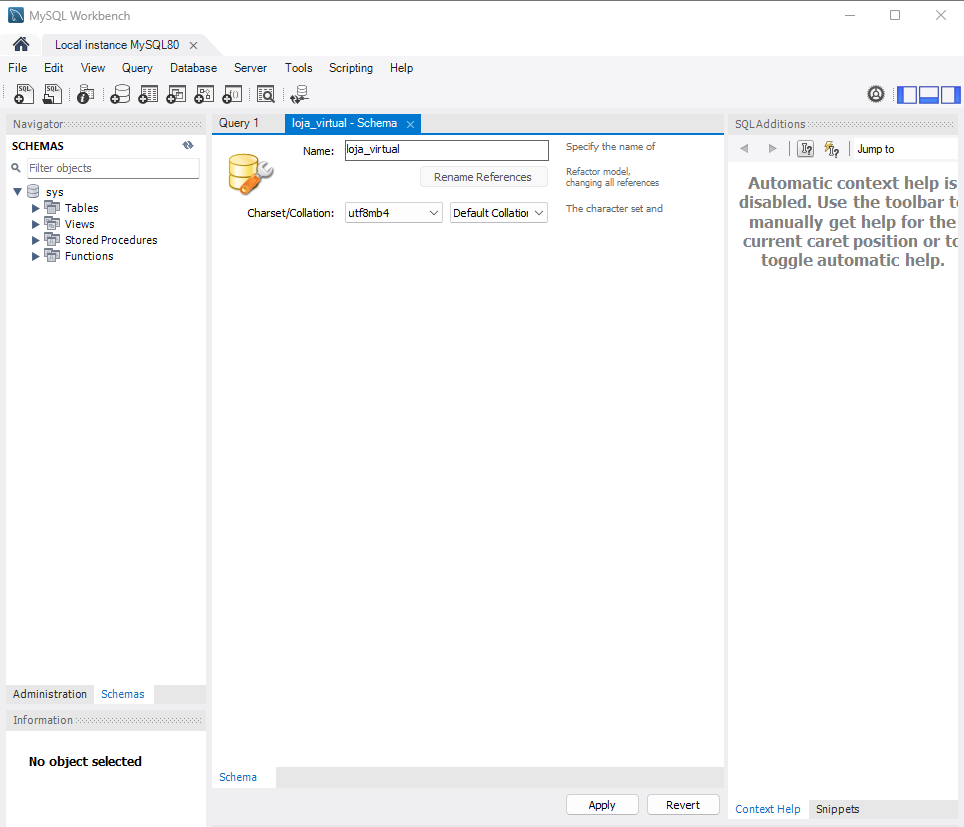 MySQL Workbench
Local instance MySQL80
File Edit View Query Database Server Tools Scripting Help
Navigator
SCHEMAS
Filter objects
sys
Tables
Views
Stored Procedures
Functions
Administration Schemas
Information
No object selected
Query 1 loja_virtual - Schema
Name: loja_virtual Specify the name of
Rename References Refactor model,
changing all references
Charset/Collation: utf8mb4 Default Collation The character set and
Schema
Apply Revert
SQLAdditions
Jump to
Automatic context help is
disabled. Use the toolbar to
manually get help for the
current caret position or to
toggle automatic help.
Context Help Snippets